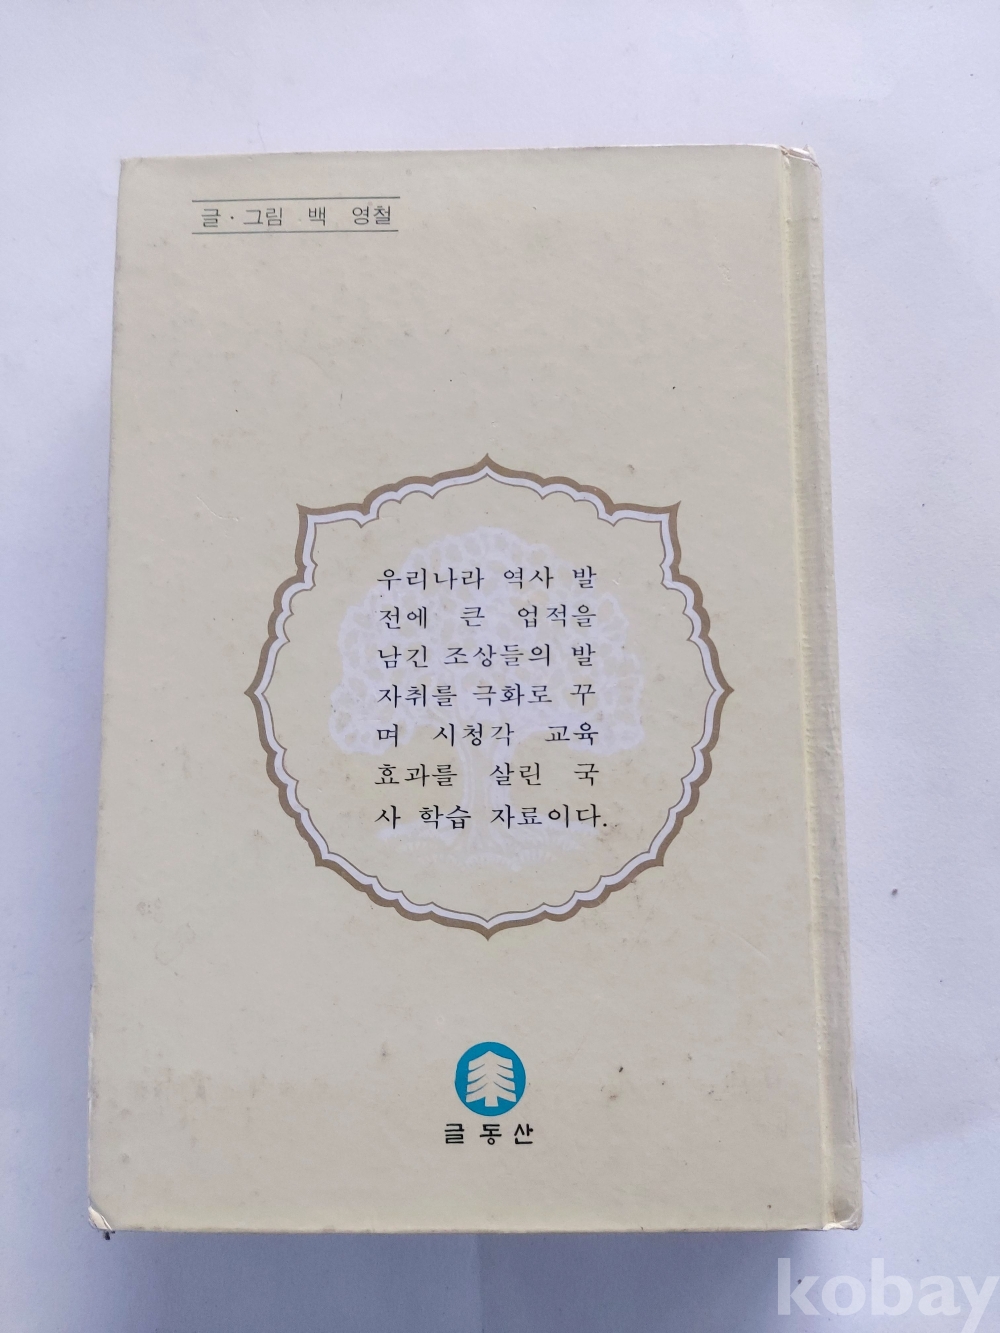 글·그림 백 영철
우리나라 역사 발
전에 큰 업적을
남긴 조상들의 발
자취를 극화로 꾸
며 시청각 교육
효과를 살린 국
사 학습 자료이다.
글동산
kobay